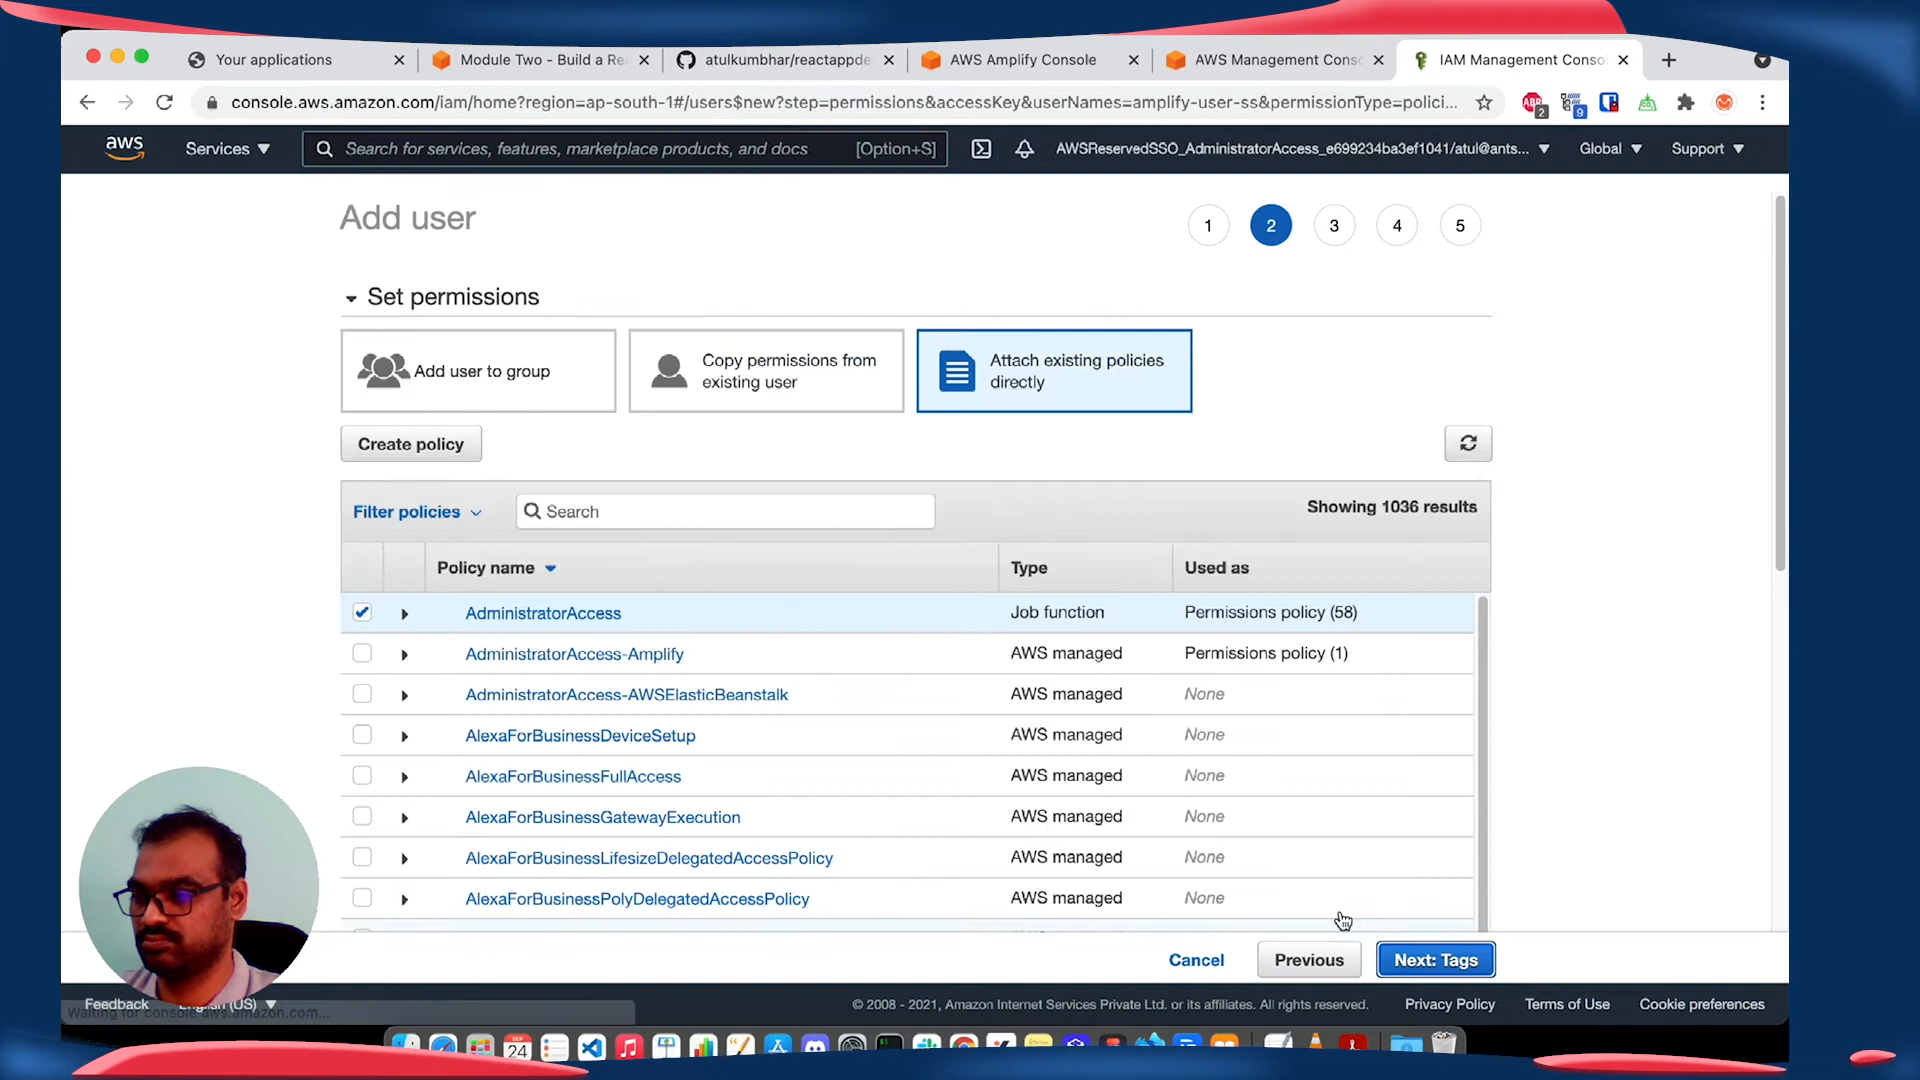 Your applications
Module Two - Build a Re
atulkumbhar/reactappde
AWS Amplify Console
AWS Management Conso
IAM Management Consol
console.aws.amazon.com/iam/home?region=ap-south-1#/users$new?step=permissions&accessKey&userNames=amplify-user-ss&permissionType=polici...
ABP
2
9
aws
Services
Search for services, features, marketplace products, and docs
[Option+S]
AWSReservedSSO_AdministratorAccess_e699234ba3ef1041/atul@ants...
Global
Support
Add user
1
2
3
4
5
Set permissions
Add user to group
Copy permissions from
existing user
Attach existing policies
directly
Create policy
Filter policies
Search
Showing 1036 results
Policy name
Type
Used as
AdministratorAccess
Job function
Permissions policy (58)
AdministratorAccess-Amplify
AWS managed
Permissions policy (1)
AdministratorAccess-AWSElasticBeanstalk
AWS managed
None
AlexaForBusinessDeviceSetup
AWS managed
None
AlexaForBusinessFullAccess
AWS managed
None
AlexaForBusinessGatewayExecution
AWS managed
None
AlexaForBusinessLifesizeDelegatedAccessPolicy
AWS managed
None
AlexaForBusinessPolyDelegatedAccessPolicy
AWS managed
None
Cancel
Previous
Next: Tags
Feedback
English (US)
© 2008 - 2021, Amazon Internet Services Private Ltd. or its affiliates. All rights reserved.
Privacy Policy
Terms of Use
Cookie preferences
Waiting for console.aws.amazon.com...
SEP
24